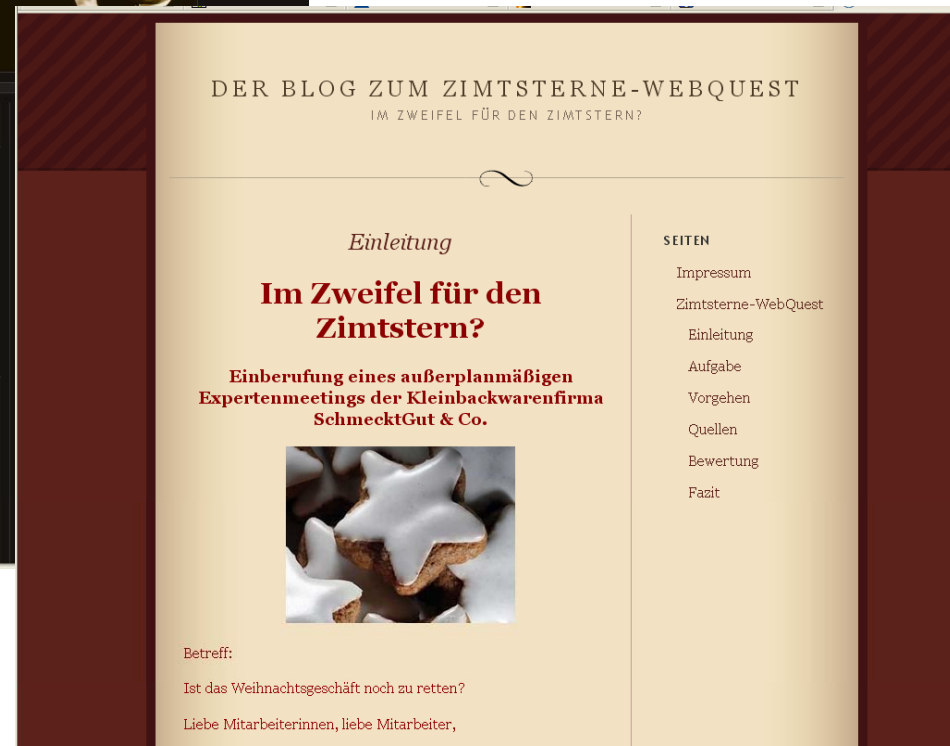 DER BLOG ZUM ZIMTSTERNE-WEBQUEST
IM ZWEIFEL FÜR DEN ZIMTSTERN?
Einleitung
Im Zweifel für den
Zimtstern?
Einberufung eines außerplanmäßigen
Expertenmeetings der Kleinbackwarenfirma
SchmecktGut & Co.
Betreff:
Ist das Weihnachtsgeschäft noch zu retten?
Liebe Mitarbeiterinnen, liebe Mitarbeiter,
SEITEN
Impressum
Zimtsterne-WebQuest
Einleitung
Aufgabe
Vorgehen
Quellen
Bewertung
Fazit